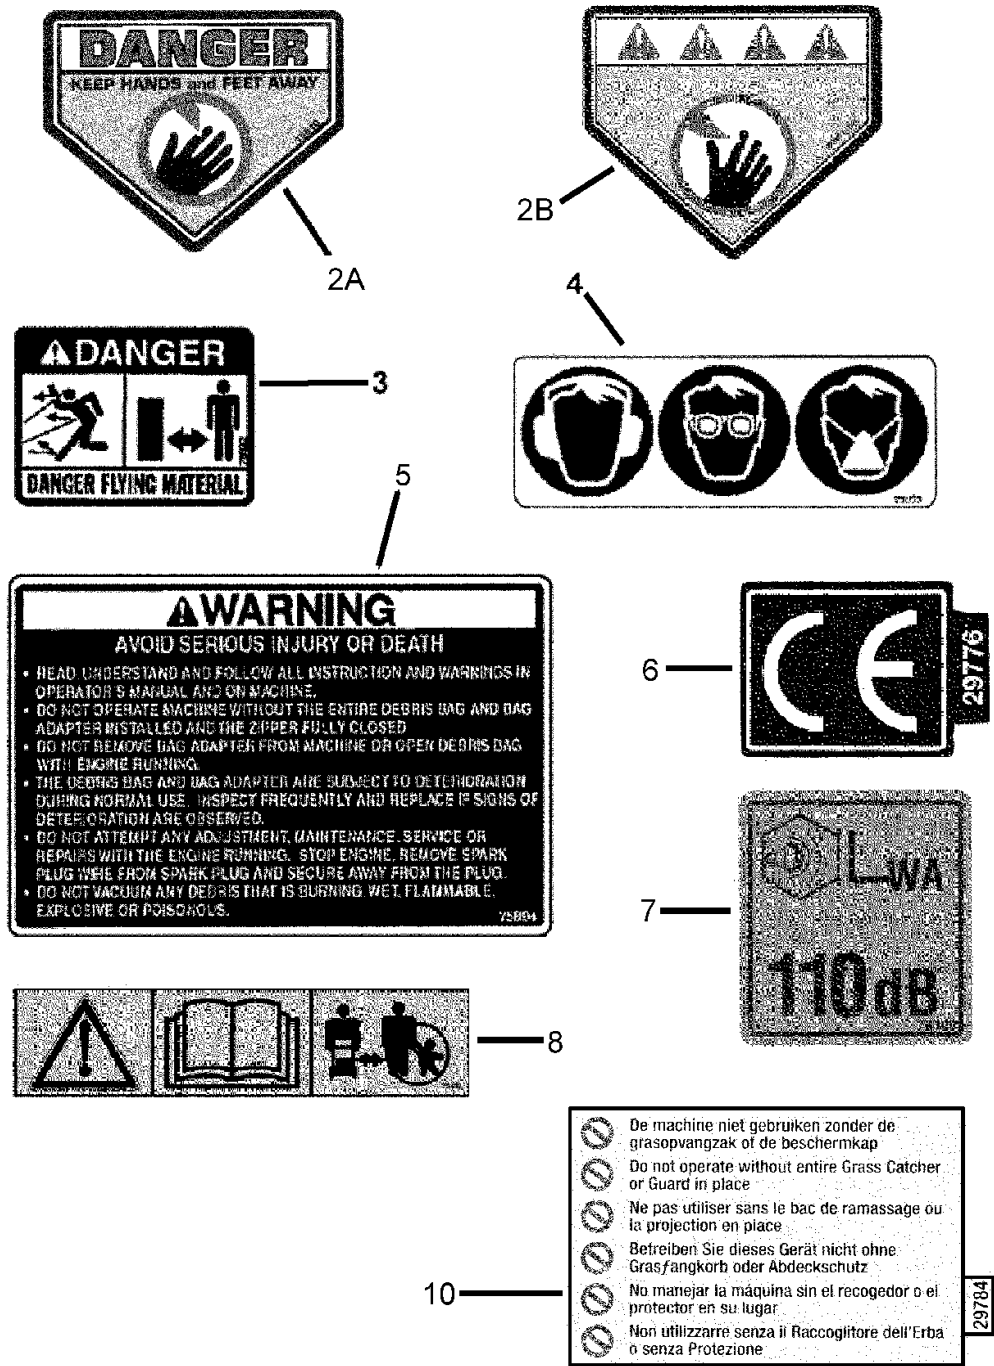 DANGER
KEEP HANDS and FEET AWAY
2A
2B
DANGER
DANGER FLYING MATERIAL
3
4
5
WARNING
AVOID SERIOUS INJURY OR DEATH
• READ, UNDERSTAND AND FOLLOW ALL INSTRUCTION AND WARNINGS IN
OPERATOR'S MANUAL AND ON MACHINE.
• DO NOT OPERATE MACHINE WITHOUT THE ENTIRE DEBRIS BAG AND BAG
ADAPTER INSTALLED AND THE ZIPPER FULLY CLOSED
• DO NOT REMOVE BAG ADAPTER FROM MACHINE OR OPEN DEBRIS BAG
WITH ENGINE RUNNING.
• THE DEBRIS BAG AND BAG ADAPTER ARE SUBJECT TO DETERIORATION
DURING NORMAL USE. INSPECT FREQUENTLY AND REPLACE IF SIGNS OF
DETERIORATION ARE OBSERVED.
• DO NOT ATTEMPT ANY ADJUSTMENT, MAINTENANCE, SERVICE OR
REPAIRS WITH THE ENGINE RUNNING. STOP ENGINE, REMOVE SPARK
PLUG WIRE FROM SPARK PLUG AND SECURE AWAY FROM THE PLUG.
• DO NOT VACUUM ANY DEBRIS THAT IS BURNING, WET, FLAMMABLE,
EXPLOSIVE OR POISONOUS.
6
CE
29776
7
LWA
110dB
8
De machine niet gebruiken zonder de
grasopvangzak of de beschermkap
Do not operate without entire Grass Catcher
or Guard in place
Ne pas utiliser sans le bac de ramassage ou
la projection en place
Betreiben Sie dieses Gerät nicht ohne
Grasfangkorb oder Abdeckschutz
No manejar la máquina sin el recogedor o el
protector en su lugar
Non utilizzarre senza il Raccoglitore dell'Erba
o senza Protezione
10
29784